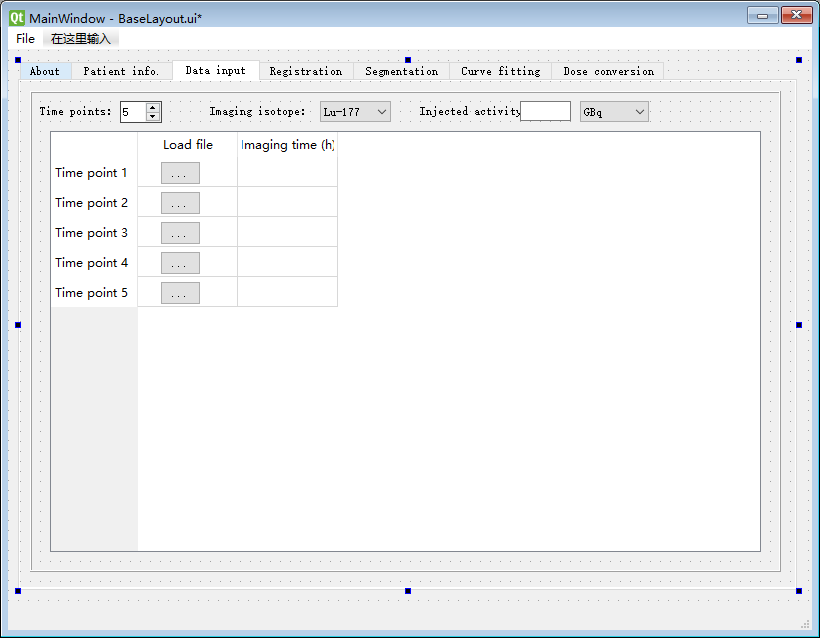 Qt MainWindow - BaseLayout.ui*
File 在这里输入
About Patient info. Data input Registration Segmentation Curve fitting Dose conversion
Time points: 5 Imaging isotope: Lu-177 Injected activity GBq
Load file Imaging time (h)
Time point 1 ...
Time point 2 ...
Time point 3 ...
Time point 4 ...
Time point 5 ...